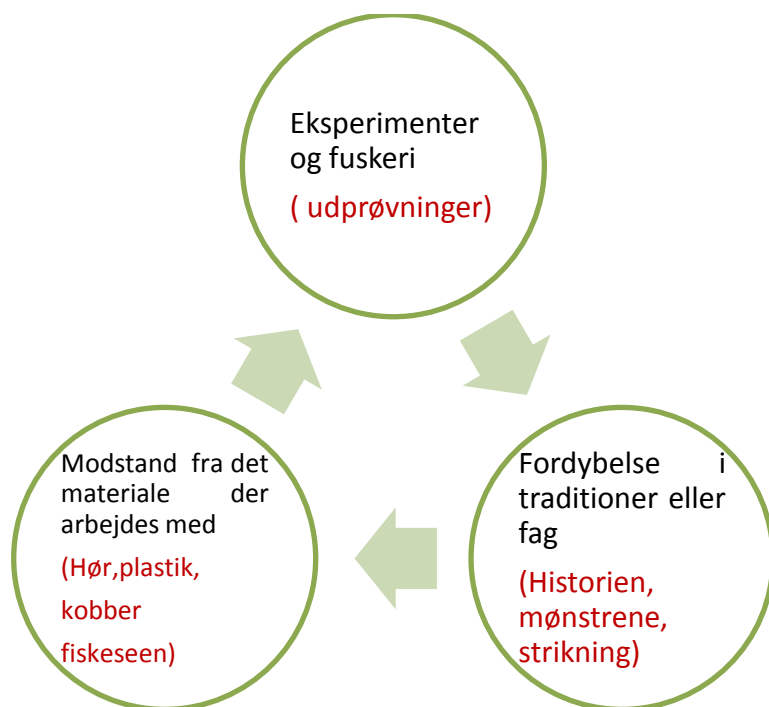 Eksperimenter
og fuskeri
( udprøvninger)
Fordybelse i
traditioner eller
fag
(Historien,
mønstrene,
strikning)
Modstand fra det
materiale der
arbejdes med
(Hør,plastik,
kobber
fiskeseen)